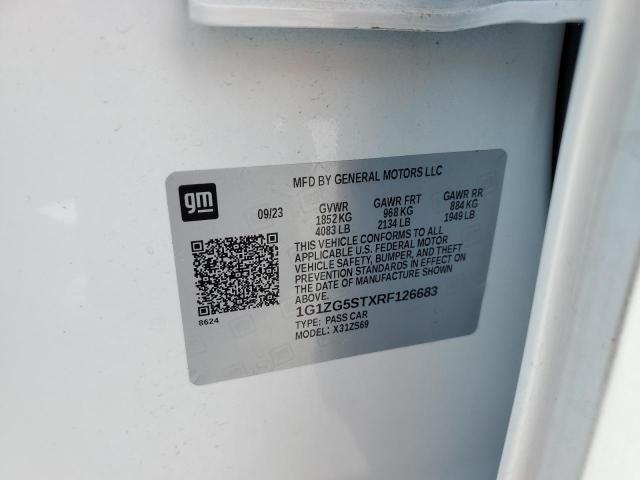 MFD BY GENERAL MOTORS LLC
gm
09/23 GVWR GAWR FRT GAWR RR
1852 KG 968 KG 884 KG
4083 LB 2134 LB 1949 LB
THIS VEHICLE CONFORMS TO ALL
APPLICABLE U.S. FEDERAL MOTOR
VEHICLE SAFETY, BUMPER, AND THEFT
PREVENTION STANDARDS IN EFFECT ON
THE DATE OF MANUFACTURE SHOWN
ABOVE.
8624
1G1ZG5STXRF126683
TYPE: PASS CAR
MODEL: X31ZS69